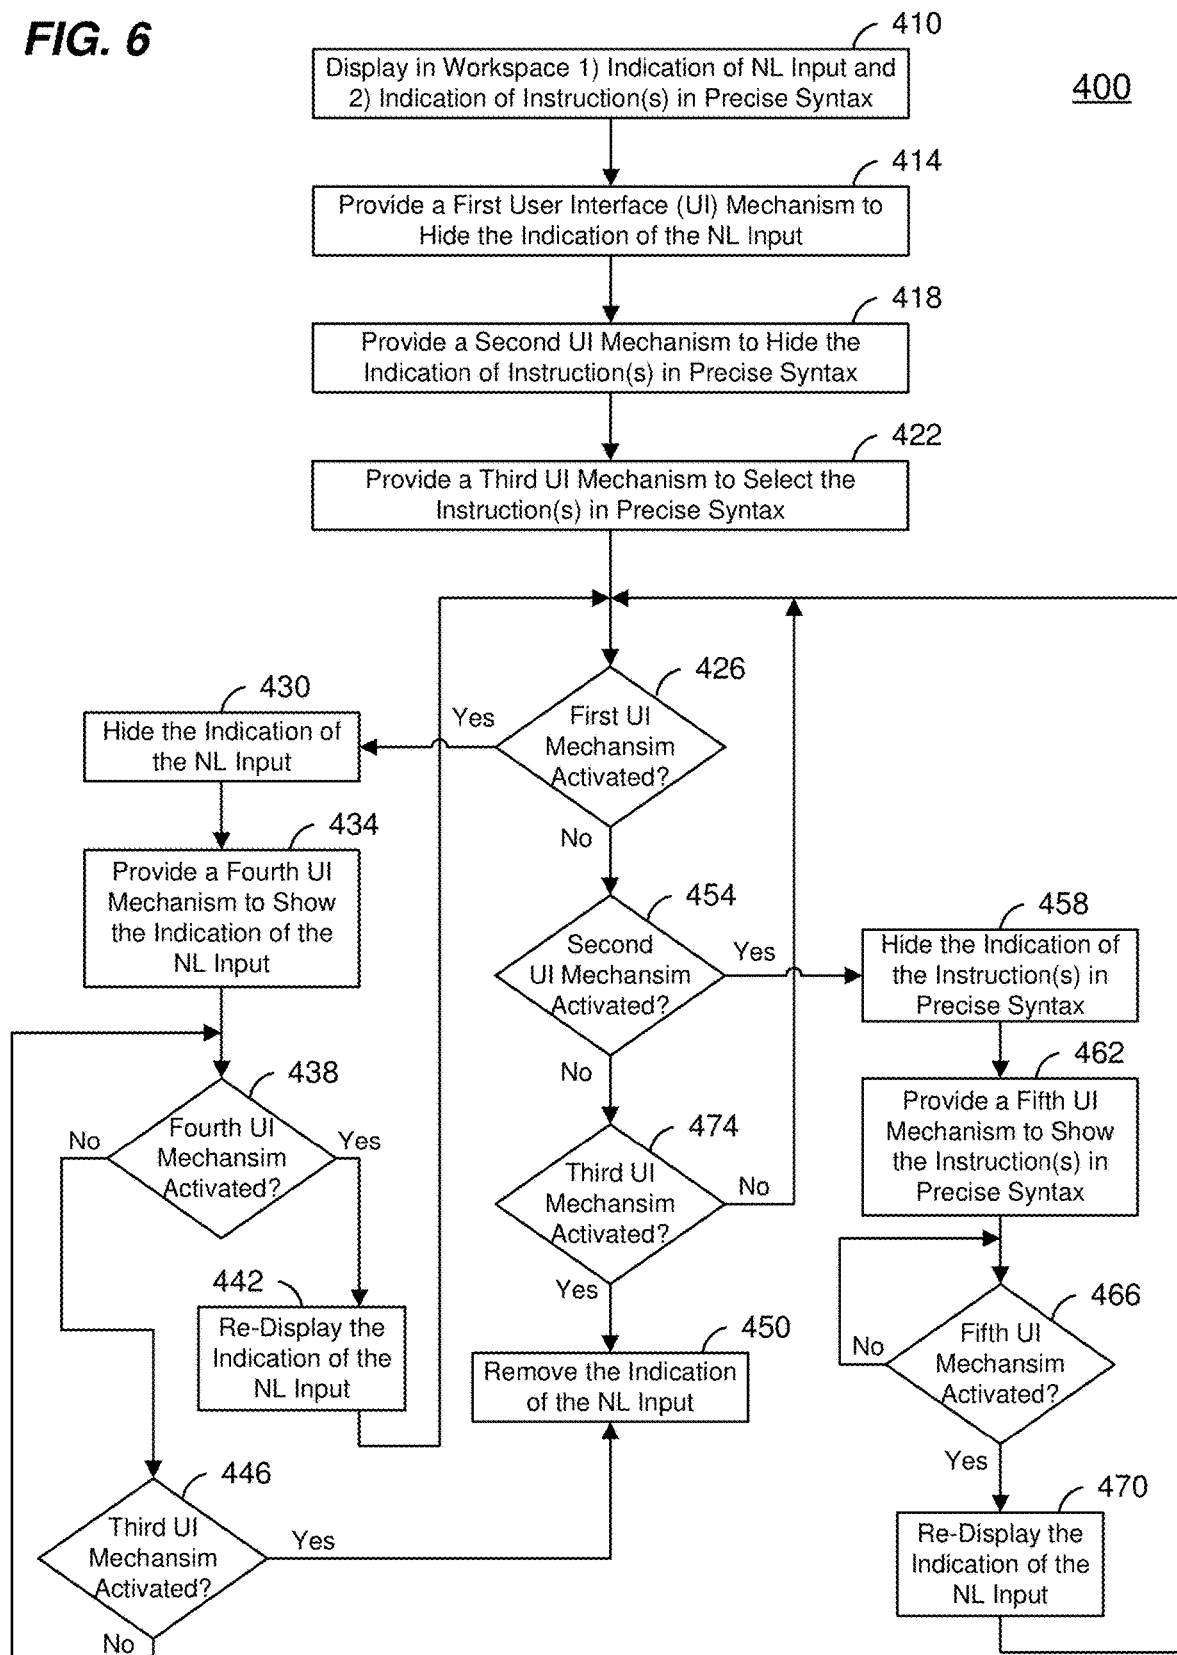 FIG. 6
400
410
Display in Workspace 1) Indication of NL Input and
2) Indication of Instruction(s) in Precise Syntax
414
Provide a First User Interface (UI) Mechanism to
Hide the Indication of the NL Input
418
Provide a Second UI Mechanism to Hide the
Indication of Instruction(s) in Precise Syntax
422
Provide a Third UI Mechanism to Select the
Instruction(s) in Precise Syntax
426
First UI
Mechansim
Activated?
Yes
No
430
Hide the Indication of
the NL Input
434
Provide a Fourth UI
Mechanism to Show
the Indication of the
NL Input
438
Fourth UI
Mechansim
Activated?
No
Yes
442
Re-Display the
Indication of the
NL Input
446
Third UI
Mechansim
Activated?
Yes
No
454
Second
UI Mechansim
Activated?
Yes
No
474
Third UI
Mechansim
Activated?
No
Yes
450
Remove the Indication
of the NL Input
458
Hide the Indication of
the Instruction(s) in
Precise Syntax
462
Provide a Fifth UI
Mechanism to Show
the Instruction(s) in
Precise Syntax
466
Fifth UI
Mechansim
Activated?
No
Yes
470
Re-Display the
Indication of the
NL Input